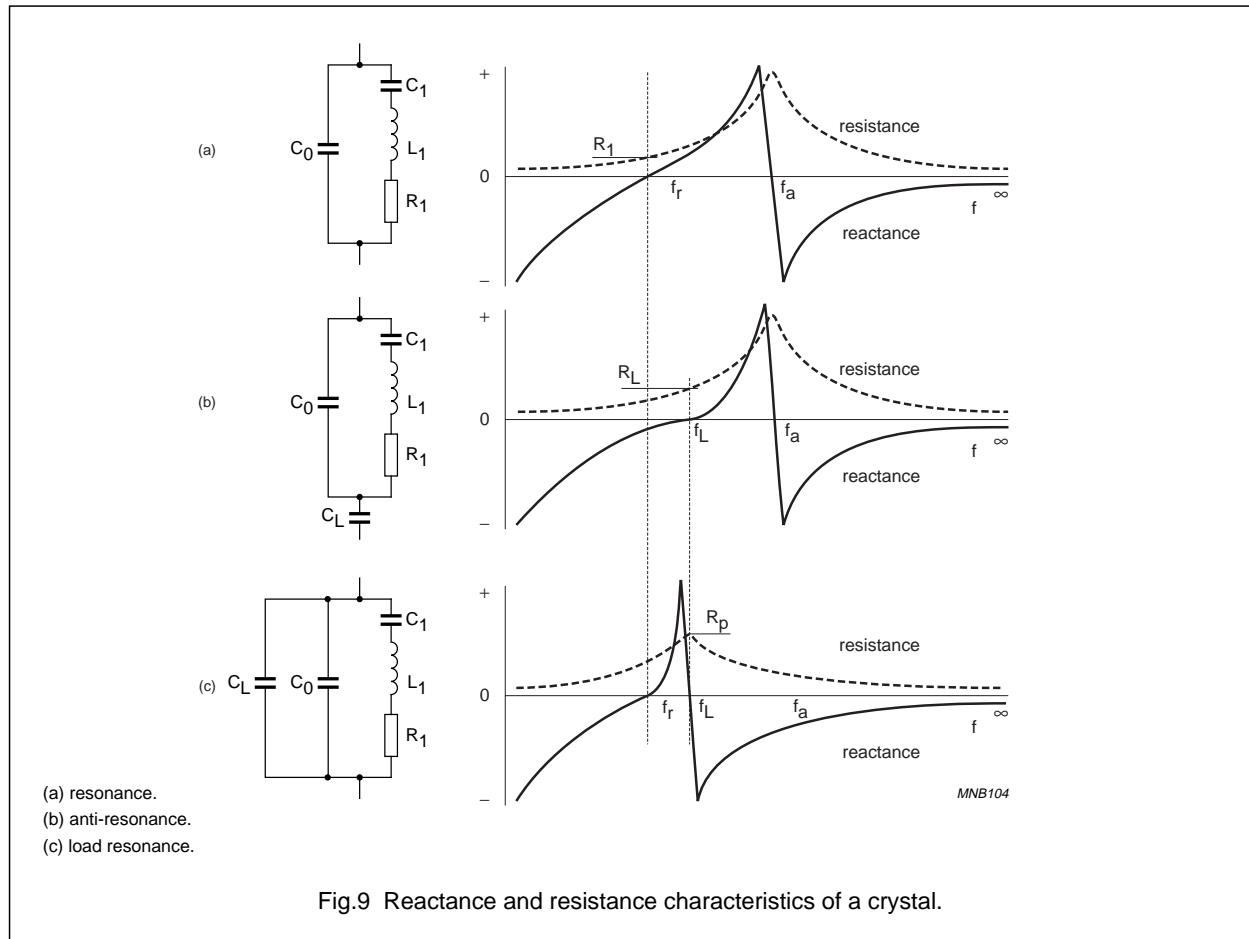 (a)
C0
C1
L1
R1
+
0
−
R1
fr
fa
f
∞
resistance
reactance
(b)
C0
C1
L1
R1
CL
+
0
−
RL
fL
fa
f
∞
resistance
reactance
(c)
CL
C0
C1
L1
R1
+
0
−
Rp
fr
fL
fa
f
∞
resistance
reactance
MNB104
(a) resonance.
(b) anti-resonance.
(c) load resonance.
Fig.9 Reactance and resistance characteristics of a crystal.